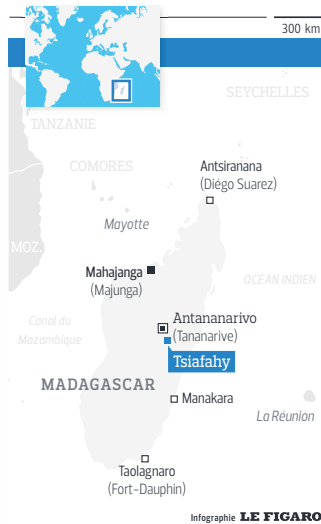 300 km
SEYCHELLES
TANZANIE
COMORES
Antsiranana
(Diégo Suarez)
Mayotte
MOZ.
Mahajanga
(Majunga)
OCÉAN INDIEN
Canal du
Mozambique
Antananarivo
(Tananarive)
Tsiafahy
MADAGASCAR
Manakara
La Réunion
Taolagnaro
(Fort-Dauphin)
Infographie LE FIGARO